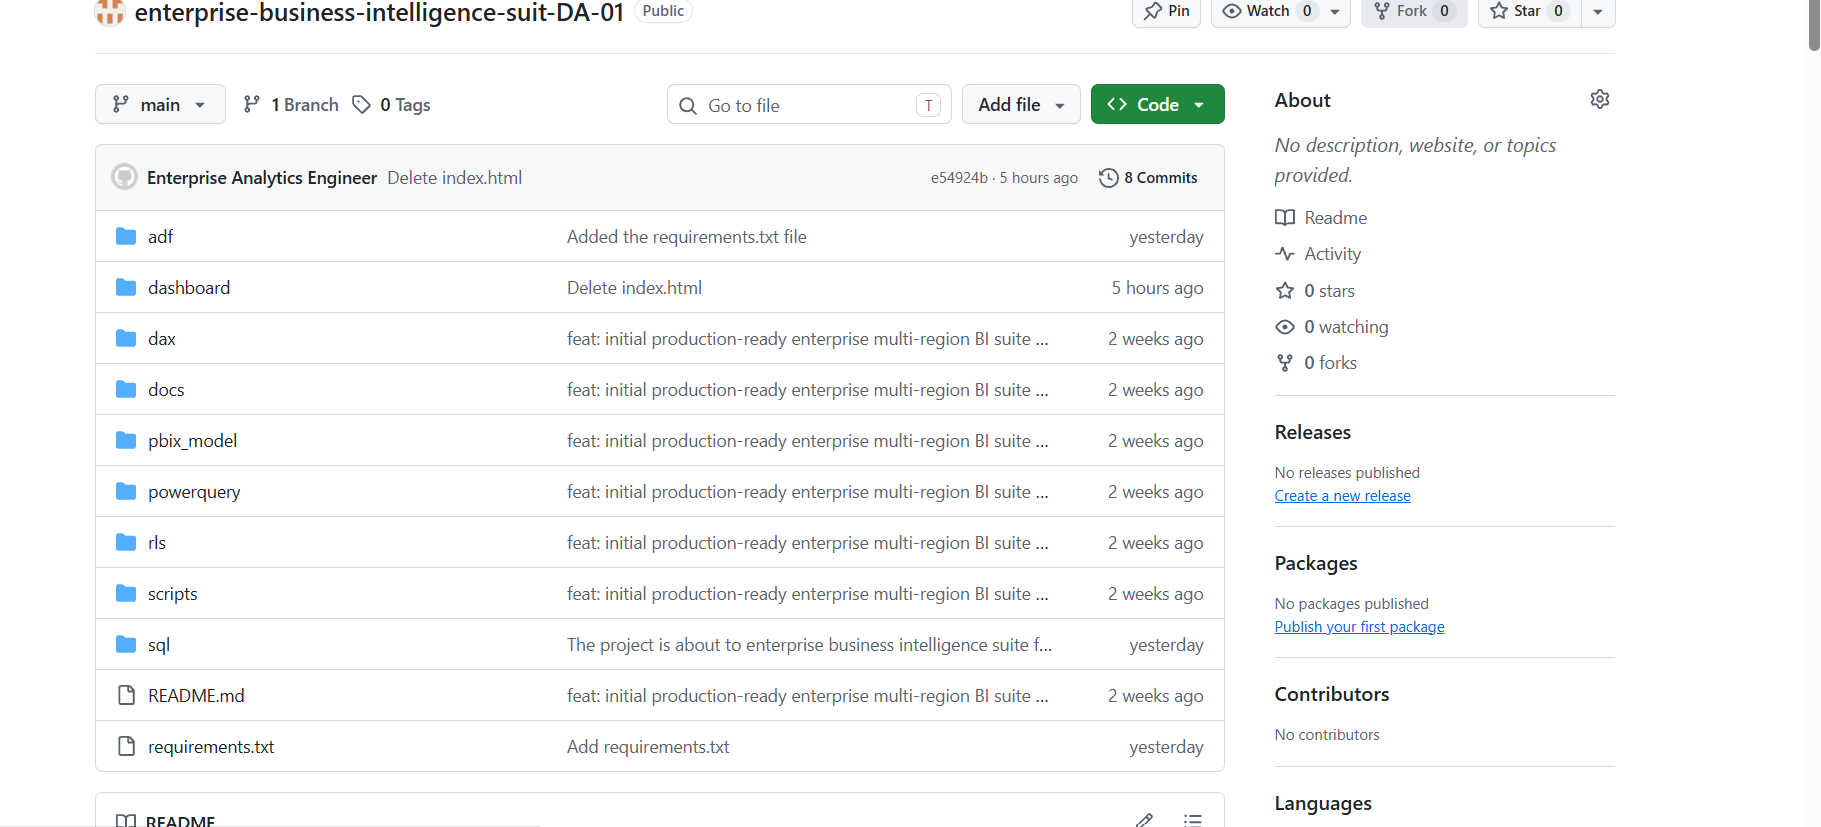 enterprise-business-intelligence-suit-DA-01 Public Pin Watch 0 Fork 0 Star 0
main 1 Branch 0 Tags Go to file T Add file Code
Enterprise Analytics Engineer Delete index.html e54924b · 5 hours ago 8 Commits
adf Added the requirements.txt file yesterday
dashboard Delete index.html 5 hours ago
dax feat: initial production-ready enterprise multi-region BI suite ... 2 weeks ago
docs feat: initial production-ready enterprise multi-region BI suite ... 2 weeks ago
pbix_model feat: initial production-ready enterprise multi-region BI suite ... 2 weeks ago
powerquery feat: initial production-ready enterprise multi-region BI suite ... 2 weeks ago
rls feat: initial production-ready enterprise multi-region BI suite ... 2 weeks ago
scripts feat: initial production-ready enterprise multi-region BI suite ... 2 weeks ago
sql The project is about to enterprise business intelligence suite f... yesterday
README.md feat: initial production-ready enterprise multi-region BI suite ... 2 weeks ago
requirements.txt Add requirements.txt yesterday
README
About
No description, website, or topics
provided.
Readme
Activity
0 stars
0 watching
0 forks
Releases
No releases published
Create a new release
Packages
No packages published
Publish your first package
Contributors
No contributors
Languages